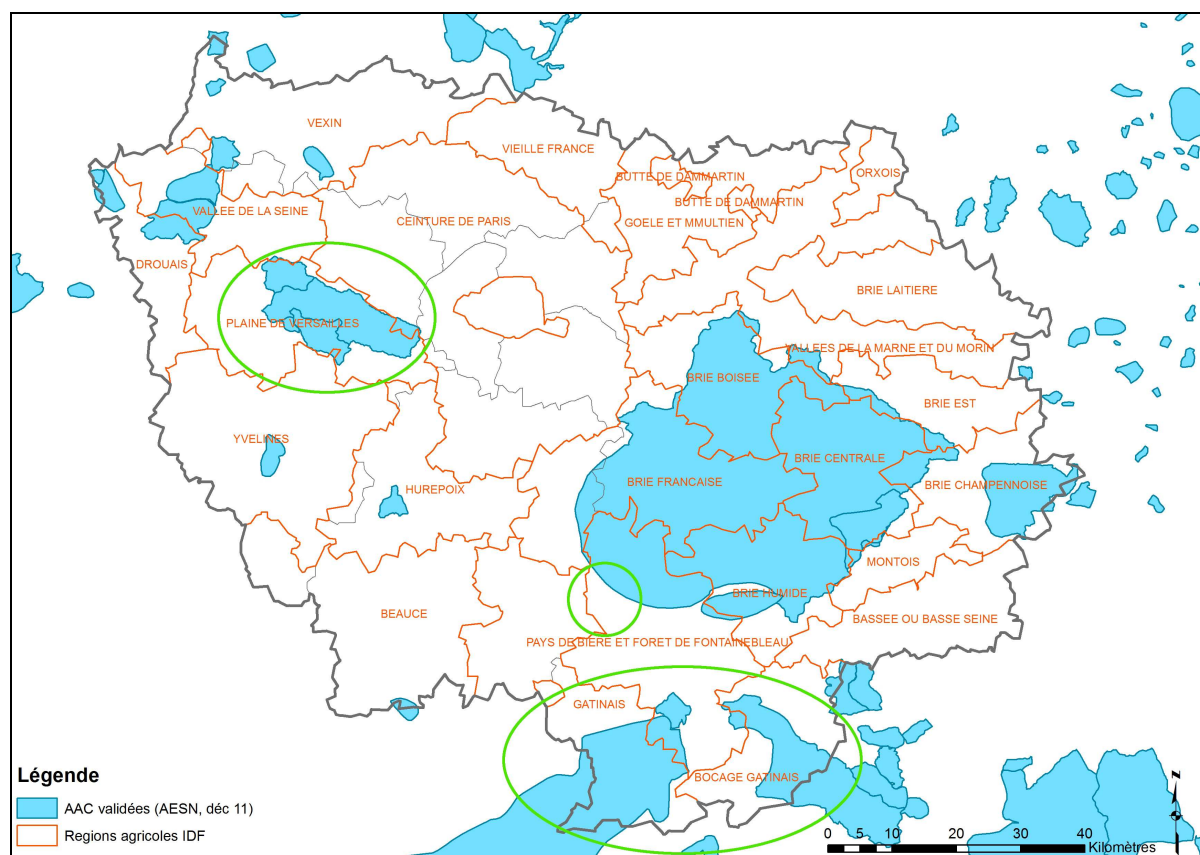 VEXIN
VIEILLE FRANCE
BUTTE DE DAMMARTIN
ORXOIS
BUTTE DE DAMMARTIN
VALLEE DE LA SEINE
CEINTURE DE PARIS
GOELE ET MMULTIEN
DROUAIS
BRIE LAITIERE
PLAINE DE VERSAILLES
VALLEES DE LA MARNE ET DU MORIN
BRIE BOISEE
BRIE EST
YVELINES
BRIE CENTRALE
BRIE FRANCAISE
BRIE CHAMPENNOISE
HUREPOIX
MONTOIS
BRIE HUMIDE
BEAUCE
BASSEE OU BASSE SEINE
PAYS DE BIERE ET FORET DE FONTAINEBLEAU
GATINAIS
BOCAGE GATINAIS
Légende
AAC validées (AESN, déc 11)
Regions agricoles IDF
0 5 10 20 30 40
Kilomètres
Z